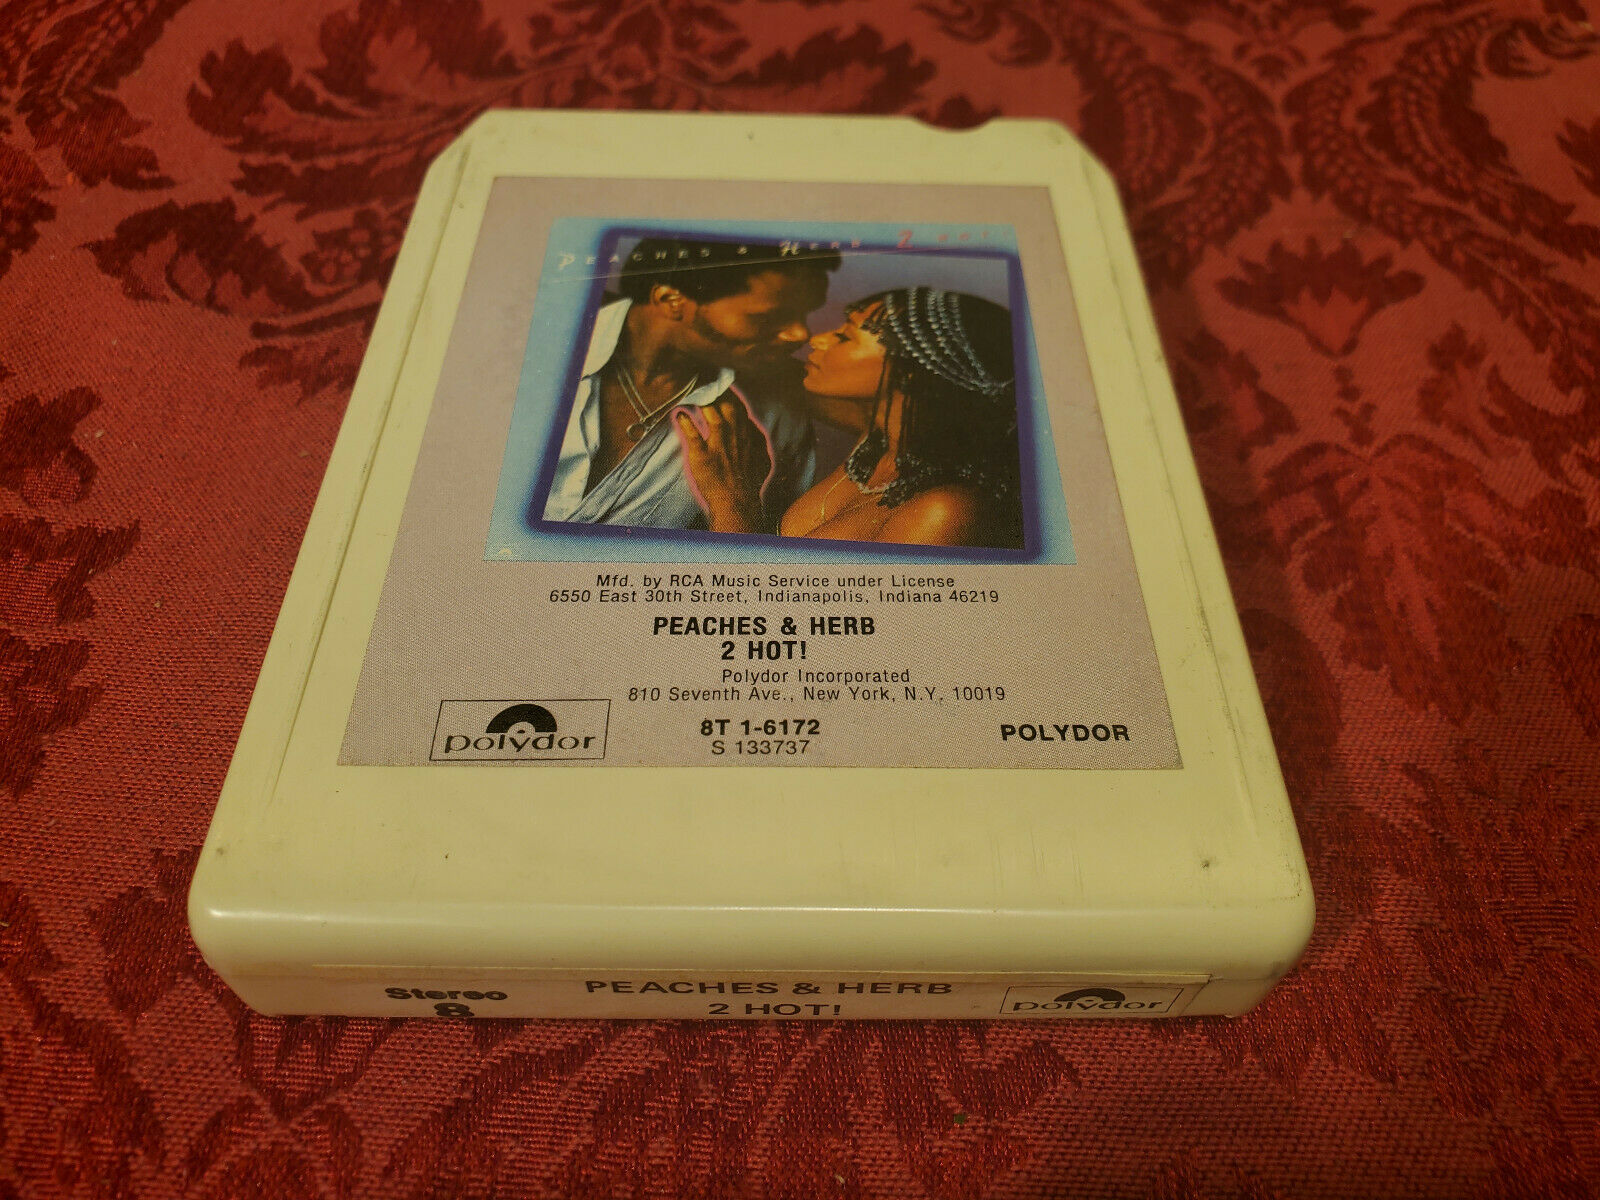 PEACHES & HERB 2 HOT!
Mfd. by RCA Music Service under License
6550 East 30th Street, Indianapolis, Indiana 46219
PEACHES & HERB
2 HOT!
Polydor Incorporated
810 Seventh Ave., New York, N.Y. 10019
polydor
8T 1-6172
S 133737
POLYDOR
Stereo
8
PEACHES & HERB
2 HOT!
polydor